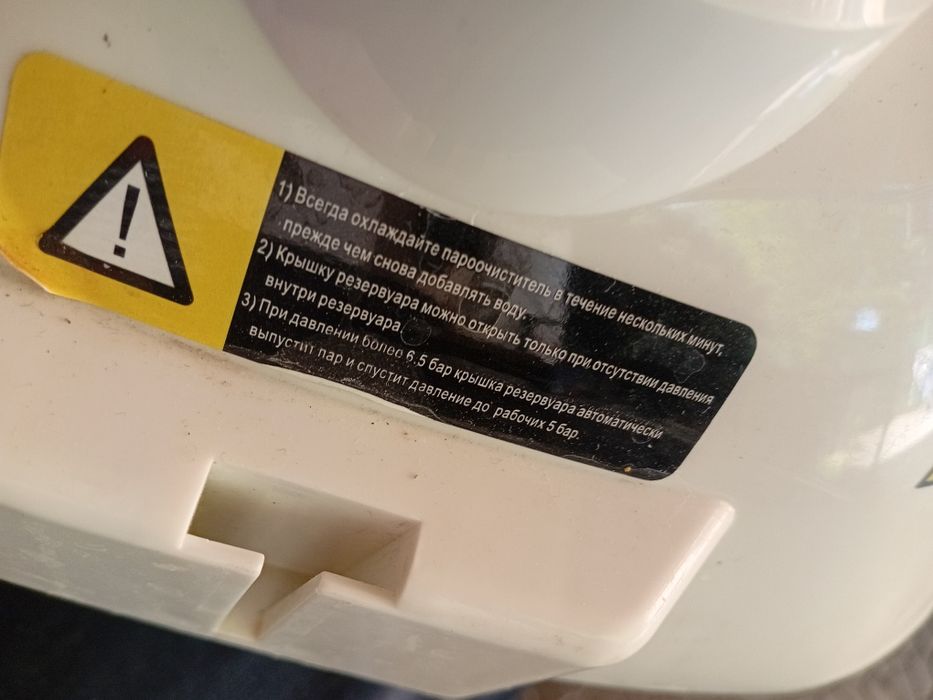 !
1) Всегда охлаждайте пароочиститель в течение нескольких минут,
прежде чем снова добавлять воду.
2) Крышку резервуара можно открыть только при отсутствии давления
внутри резервуара
3) При давлении более 6.5 бар крышка резервуара автоматически
выпустит пар и спустит давление до рабочих 5 бар.